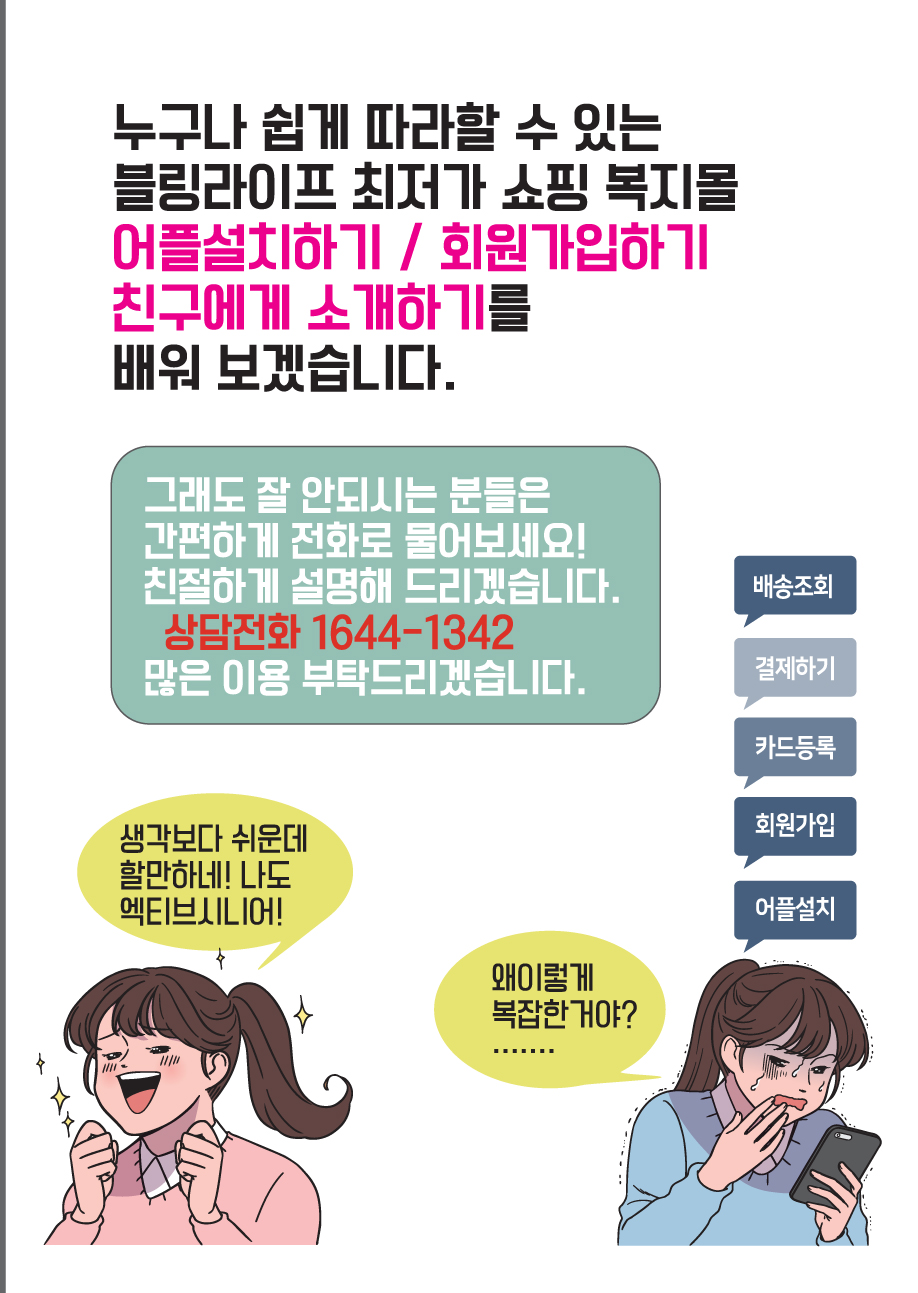 누구나 쉽게 따라할 수 있는
블링라이프 최저가 쇼핑 복지몰
어플설치하기 / 회원가입하기
친구에게 소개하기를
배워 보겠습니다.
그래도 잘 안되시는 분들은
간편하게 전화로 물어보세요!
친절하게 설명해 드리겠습니다.
상담전화 1644-1342
많은 이용 부탁드리겠습니다.
배송조회
결제하기
카드등록
회원가입
어플설치
생각보다 쉬운데
할만하네! 나도
엑티브시니어!
왜이렇게
복잡한거야?
.......